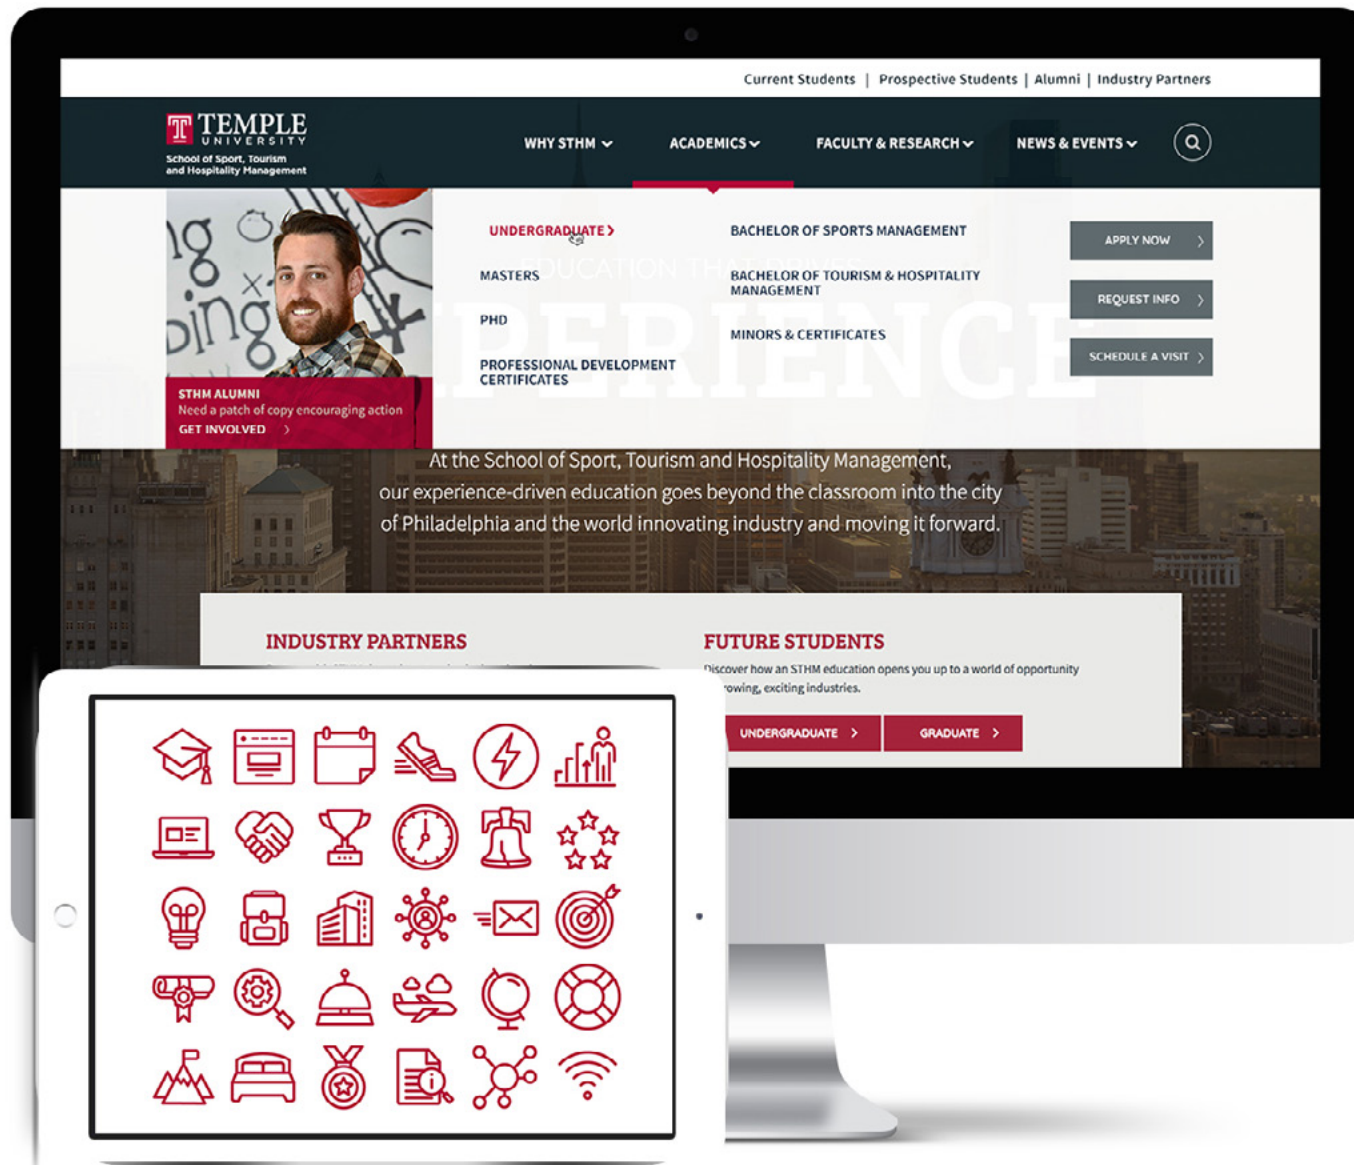 Current Students | Prospective Students | Alumni | Industry Partners
TEMPLE
UNIVERSITY
School of Sport, Tourism
and Hospitality Management
WHY STHM
ACADEMICS
FACULTY & RESEARCH
NEWS & EVENTS
STHM ALUMNI
Need a patch of copy encouraging action
GET INVOLVED
UNDERGRADUATE
MASTERS
PHD
PROFESSIONAL DEVELOPMENT
CERTIFICATES
BACHELOR OF SPORTS MANAGEMENT
BACHELOR OF TOURISM & HOSPITALITY
MANAGEMENT
MINORS & CERTIFICATES
APPLY NOW
REQUEST INFO
SCHEDULE A VISIT
EDUCATION THAT DRIVES
At the School of Sport, Tourism and Hospitality Management,
our experience-driven education goes beyond the classroom into the city
of Philadelphia and the world innovating industry and moving it forward.
INDUSTRY PARTNERS
FUTURE STUDENTS
Discover how an STHM education opens you up to a world of opportunity
exciting industries.
UNDERGRADUATE
GRADUATE